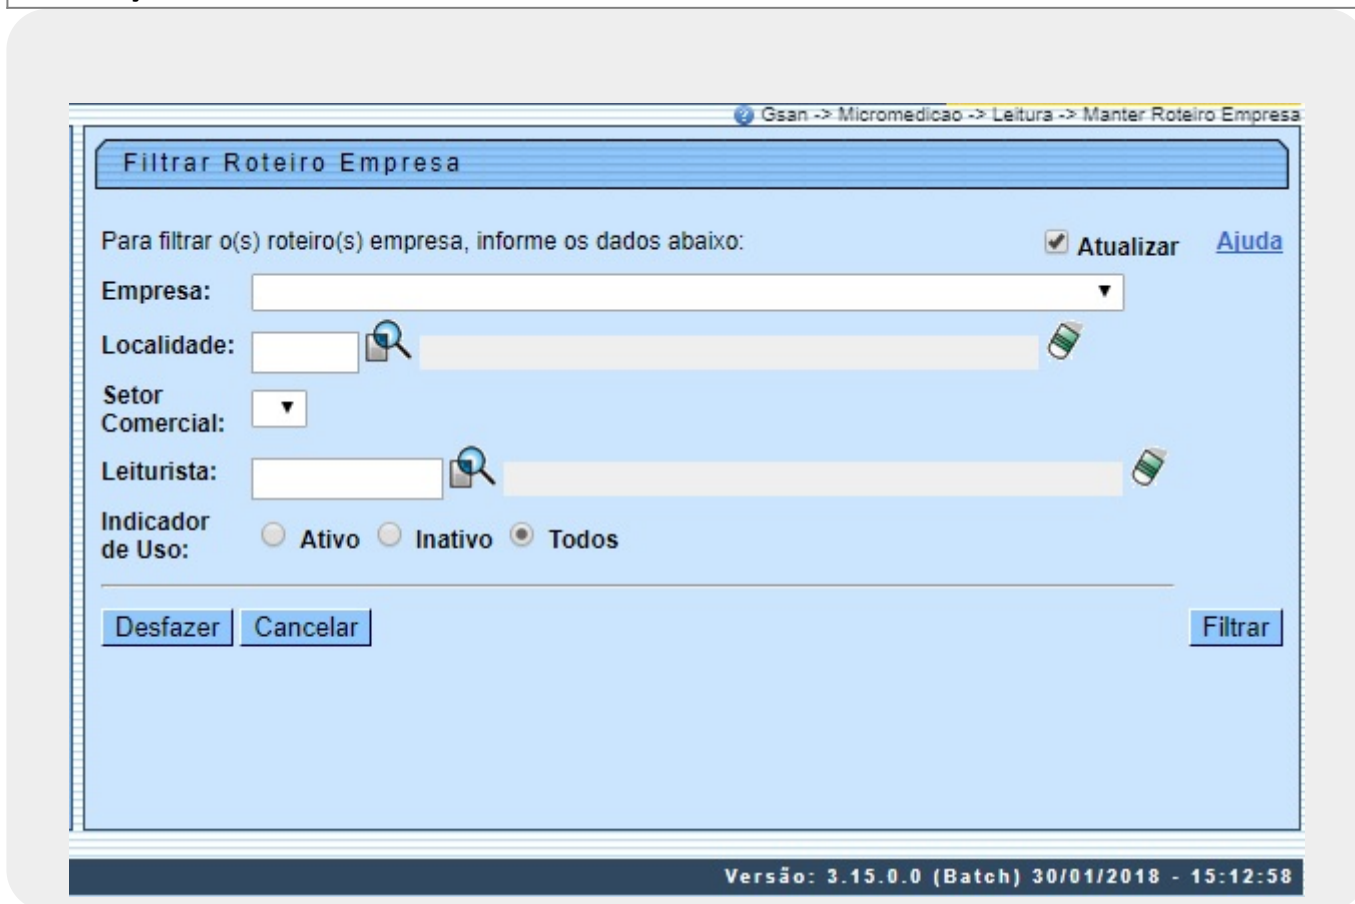 Gsan -> Micromedicao -> Leitura -> Manter Roteiro Empresa
Filtrar Roteiro Empresa
Para filtrar o(s) roteiro(s) empresa, informe os dados abaixo:
Atualizar
Ajuda
Empresa:
Localidade:
Setor
Comercial:
Leiturista:
Indicador
de Uso:
Ativo
Inativo
Todos
Desfazer
Cancelar
Filtrar
Versão: 3.15.0.0 (Batch) 30/01/2018 - 15:12:58